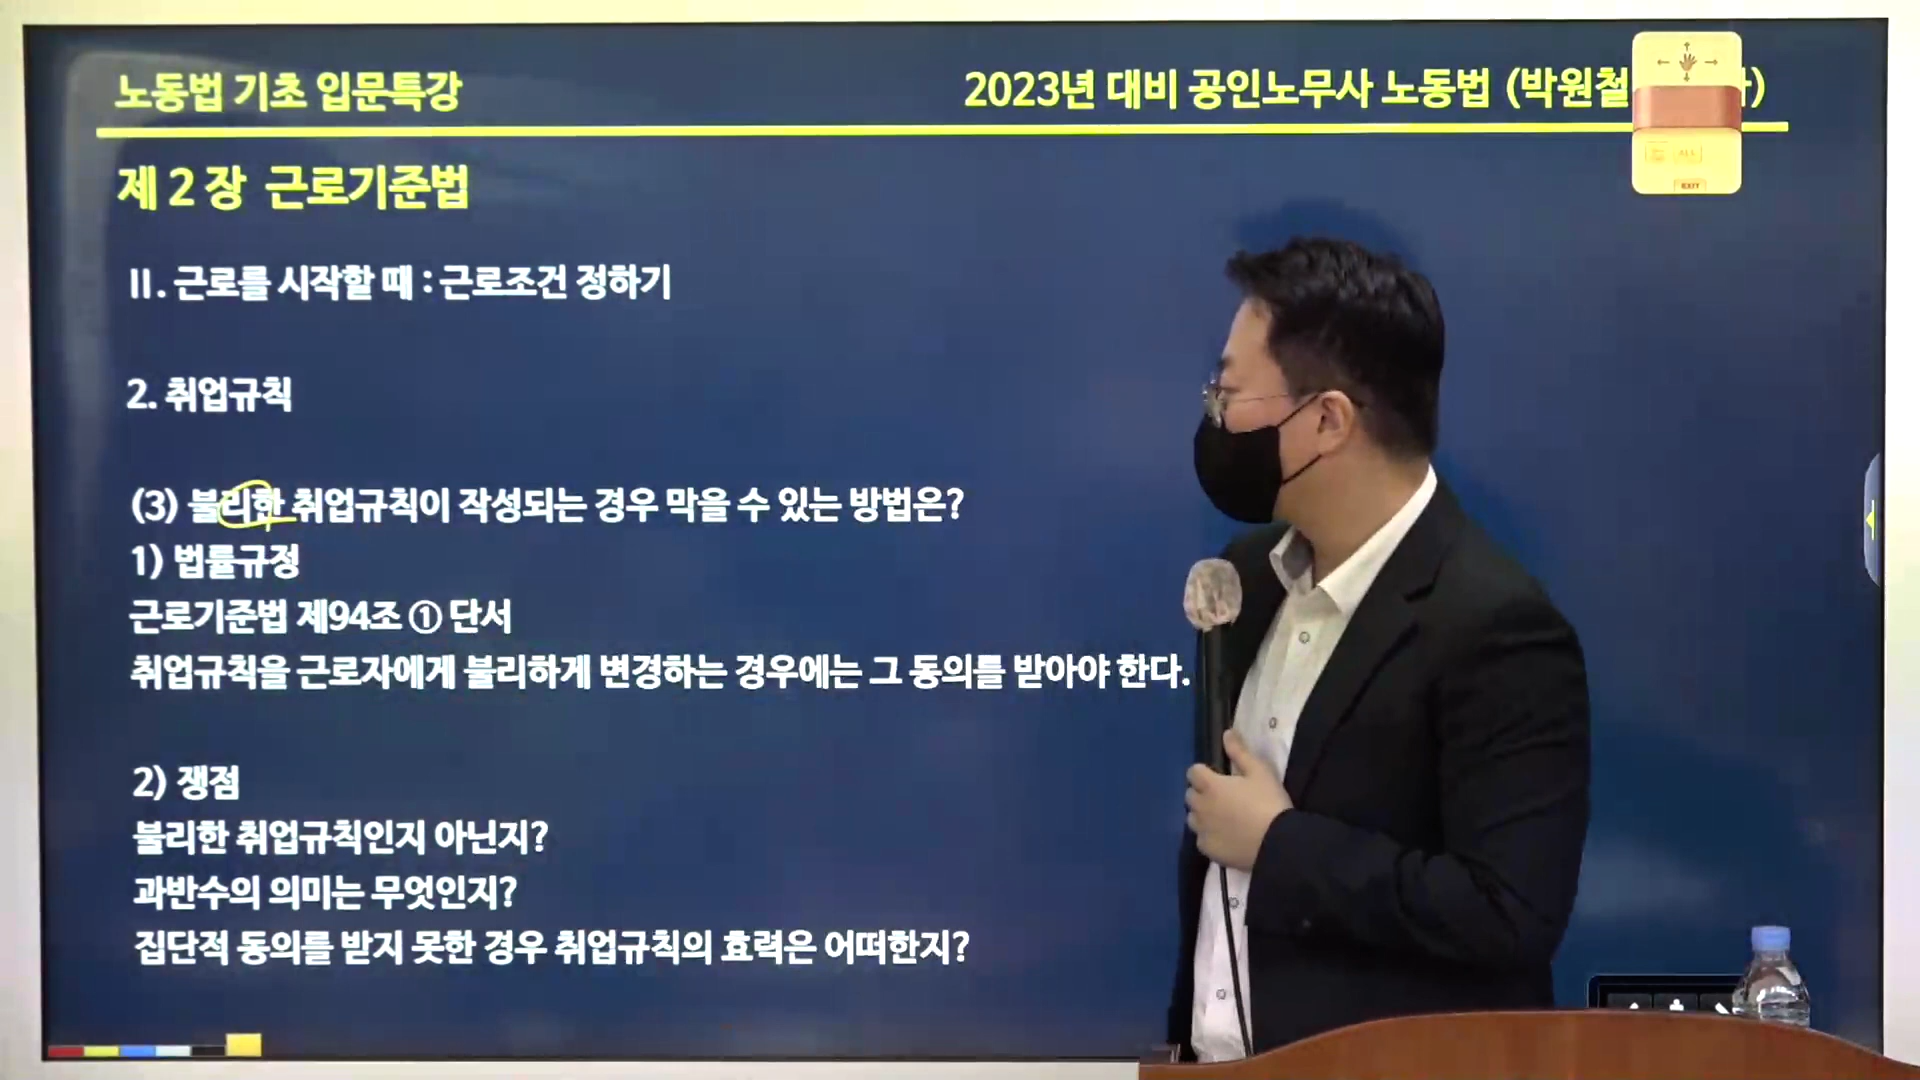 노동법 기초 입문특강
2023년 대비 공인노무사 노동법 (박원철
제 2 장 근로기준법
II. 근로를 시작할 때 : 근로조건 정하기
2. 취업규칙
(3) 불리한 취업규칙이 작성되는 경우 막을 수 있는 방법은?
1) 법률규정
근로기준법 제94조 ① 단서
취업규칙을 근로자에게 불리하게 변경하는 경우에는 그 동의를 받아야 한다.
2) 쟁점
불리한 취업규칙인지 아닌지?
과반수의 의미는 무엇인지?
집단적 동의를 받지 못한 경우 취업규칙의 효력은 어떠한지?
ALL
EXIT